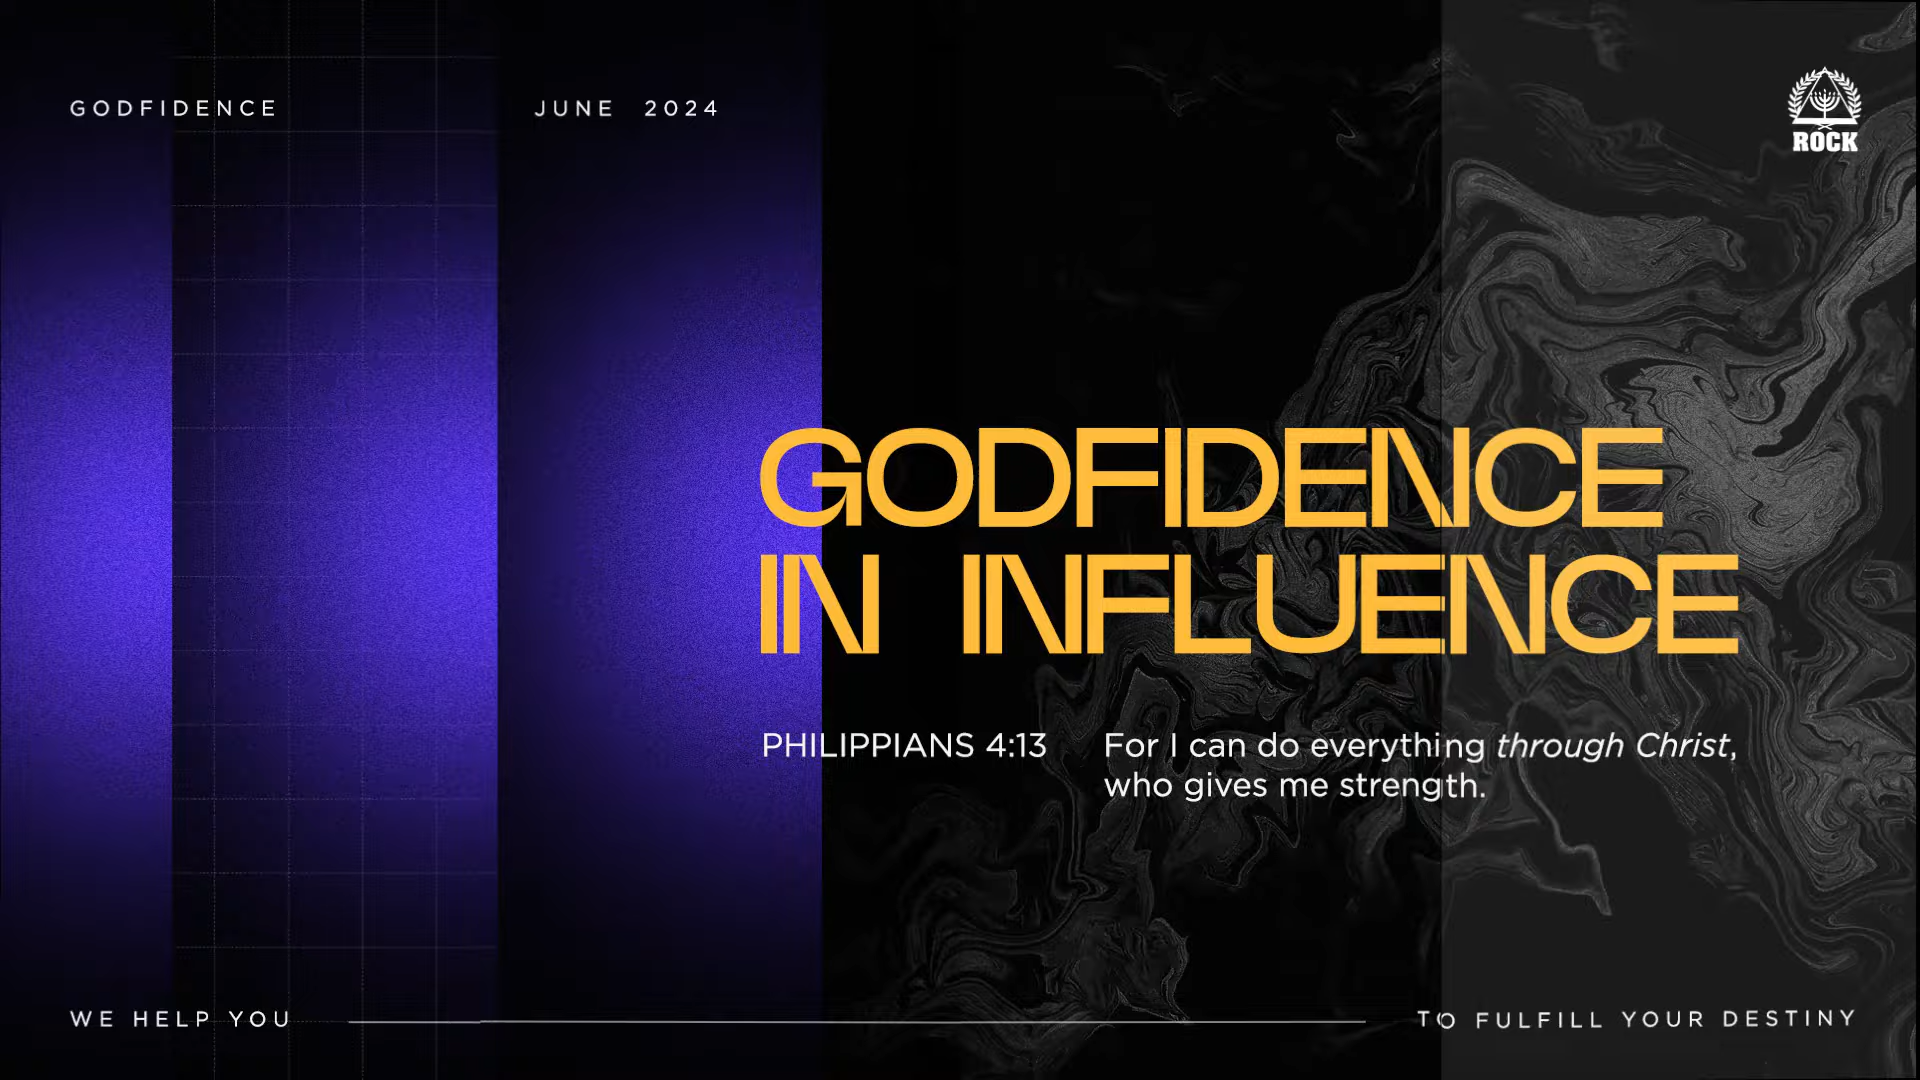 GODFIDENCE
JUNE 2024
ROCK
GODFIDENCE
IN INFLUENCE
PHILIPPIANS 4:13
For I can do everything through Christ,
who gives me strength.
WE HELP YOU
TO FULFILL YOUR DESTINY